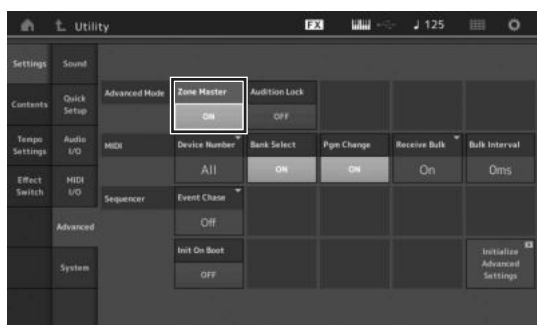 Utility
FX
125
Settings
Sound
Contents
Quick
Setup
Tempo
Settings
Audio
I/O
Effect
Switch
MIDI
I/O
Advanced
System
Advanced Mode
Zone Master
ON
Audition Lock
OFF
MIDI
Device Number
All
Bank Select
ON
Pgm Change
ON
Receive Bulk
On
Bulk Interval
0ms
Sequencer
Event Chase
Off
Init On Boot
OFF
Initialize
Advanced
Settings